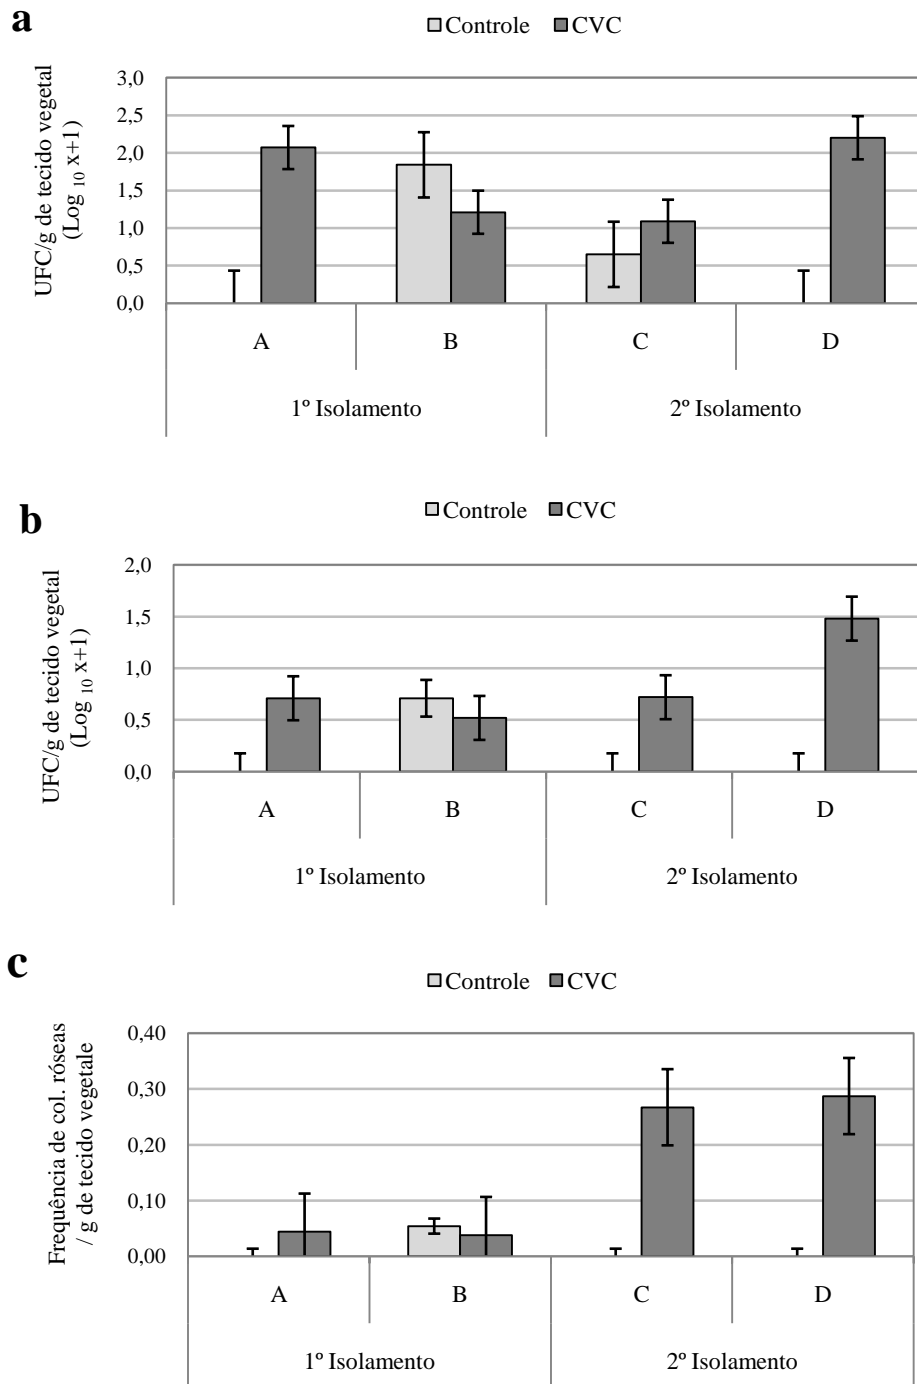 a
Controle CVC
UFC/g de tecido vegetal
(Log 10 x+1)
3,0
2,5
2,0
1,5
1,0
0,5
0,0
A B C D
1º Isolamento 2º Isolamento
b
Controle CVC
UFC/g de tecido vegetal
(Log 10 x+1)
2,0
1,5
1,0
0,5
0,0
A B C D
1º Isolamento 2º Isolamento
c
Controle CVC
Frequência de col. róseas
/ g de tecido vegetale
0,40
0,30
0,20
0,10
0,00
A B C D
1º Isolamento 2º Isolamento